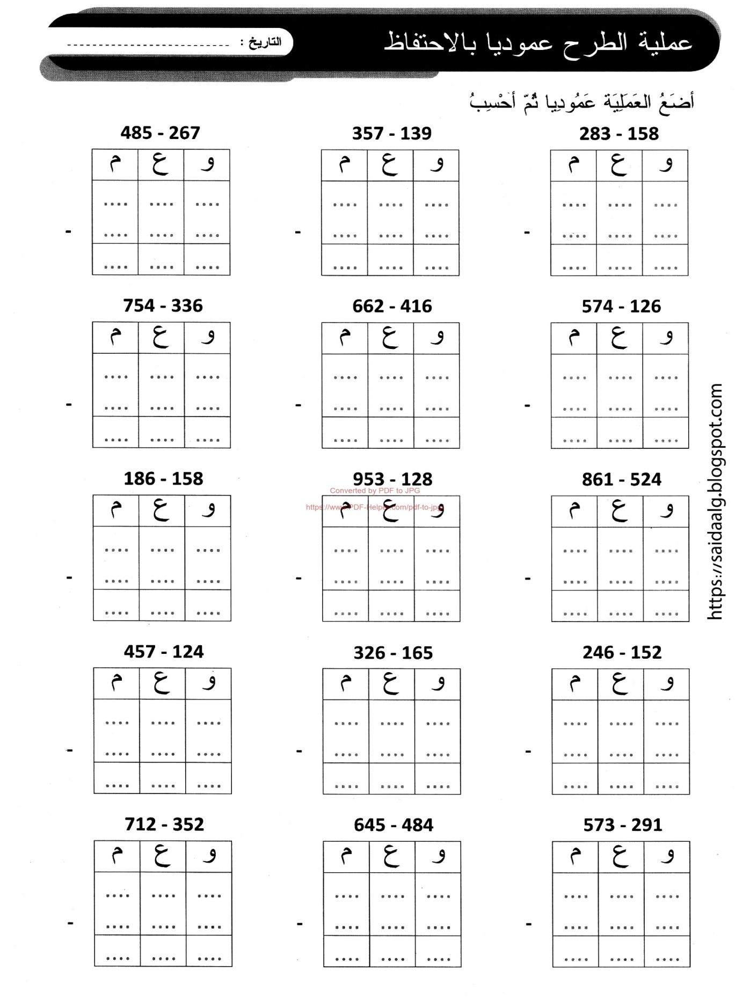 عملية الطرح عموديا بالاحتفاظ
التاريخ : ............................
أضَعُ العَمَلِيَة عَمُودِيا ثُمّ أحْسِبُ
485 - 267 357 - 139 283 - 158
م ع و م ع و م ع و
.... .... .... .... .... .... .... .... ....
- .... .... .... - .... .... .... - .... .... ....
.... .... .... .... .... .... .... .... ....
754 - 336 662 - 416 574 - 126
م ع و م ع و م ع و
.... .... .... .... .... .... .... .... ....
- .... .... .... - .... .... .... - .... .... ....
.... .... .... .... .... .... .... .... ....
186 - 158 953 - 128 861 - 524
Converted by PDF to JPG
https://www.PDF-Helper.com/pdf-to-jpg/
م ع و م ع و م ع و
.... .... .... .... .... .... .... .... ....
- .... .... .... - .... .... .... - .... .... ....
.... .... .... .... .... .... .... .... ....
457 - 124 326 - 165 246 - 152
م ع و م ع و م ع و
.... .... .... .... .... .... .... .... ....
- .... .... .... - .... .... .... - .... .... ....
.... .... .... .... .... .... .... .... ....
712 - 352 645 - 484 573 - 291
م ع و م ع و م ع و
.... .... .... .... .... .... .... .... ....
- .... .... .... - .... .... .... - .... .... ....
.... .... .... .... .... .... .... .... ....
https://saidaalg.blogspot.com